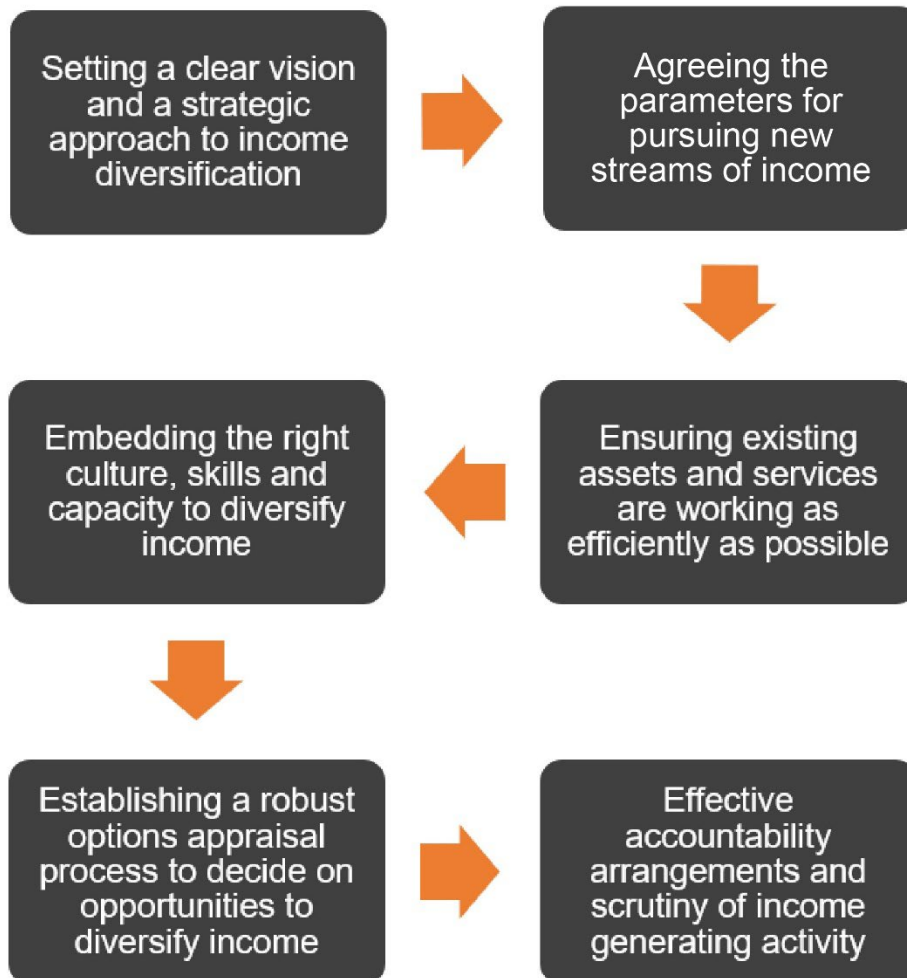 Setting a clear vision
and a strategic
approach to income
diversification
Agreeing the
parameters for
pursuing new
streams of income
Ensuring existing
assets and services
are working as
efficiently as possible
Embedding the right
culture, skills and
capacity to diversify
income
Establishing a robust
options appraisal
process to decide on
opportunities to
diversify income
Effective
accountability
arrangements and
scrutiny of income
generating activity